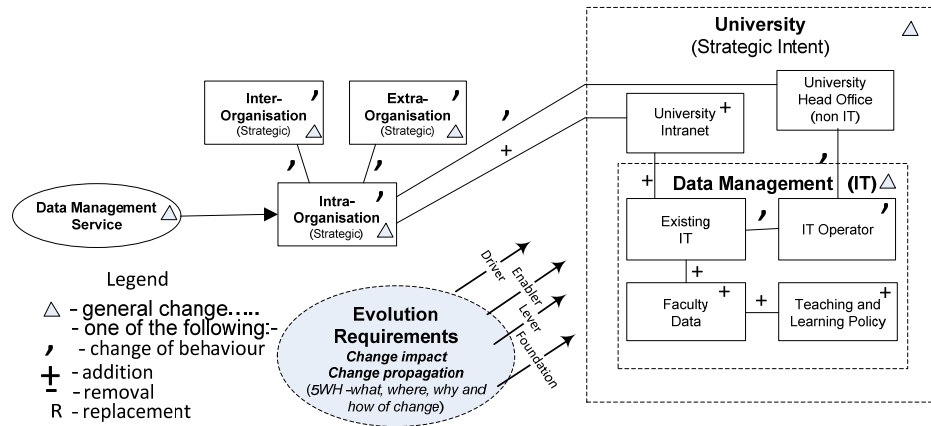 University
(Strategic Intent)
Inter-
Organisation
(Strategic)
,
Extra-
Organisation
(Strategic)
,
,
,
,
+
University
Intranet
+
University
Head Office
(non IT)
,
Data Management
Service
Intra-
Organisation
(Strategic)
,
+
Data Management (IT)
Existing
IT
,
IT Operator
,
+
Faculty
Data
+
+
Teaching and
Learning Policy
+
Legend
- general change.....
- one of the following:-
, - change of behaviour
+ - addition
- - removal
R - replacement
Evolution
Requirements
Change impact
Change propagation
(5WH -what, where, why and
how of change)
Driver
Enabler
Lever
Foundation